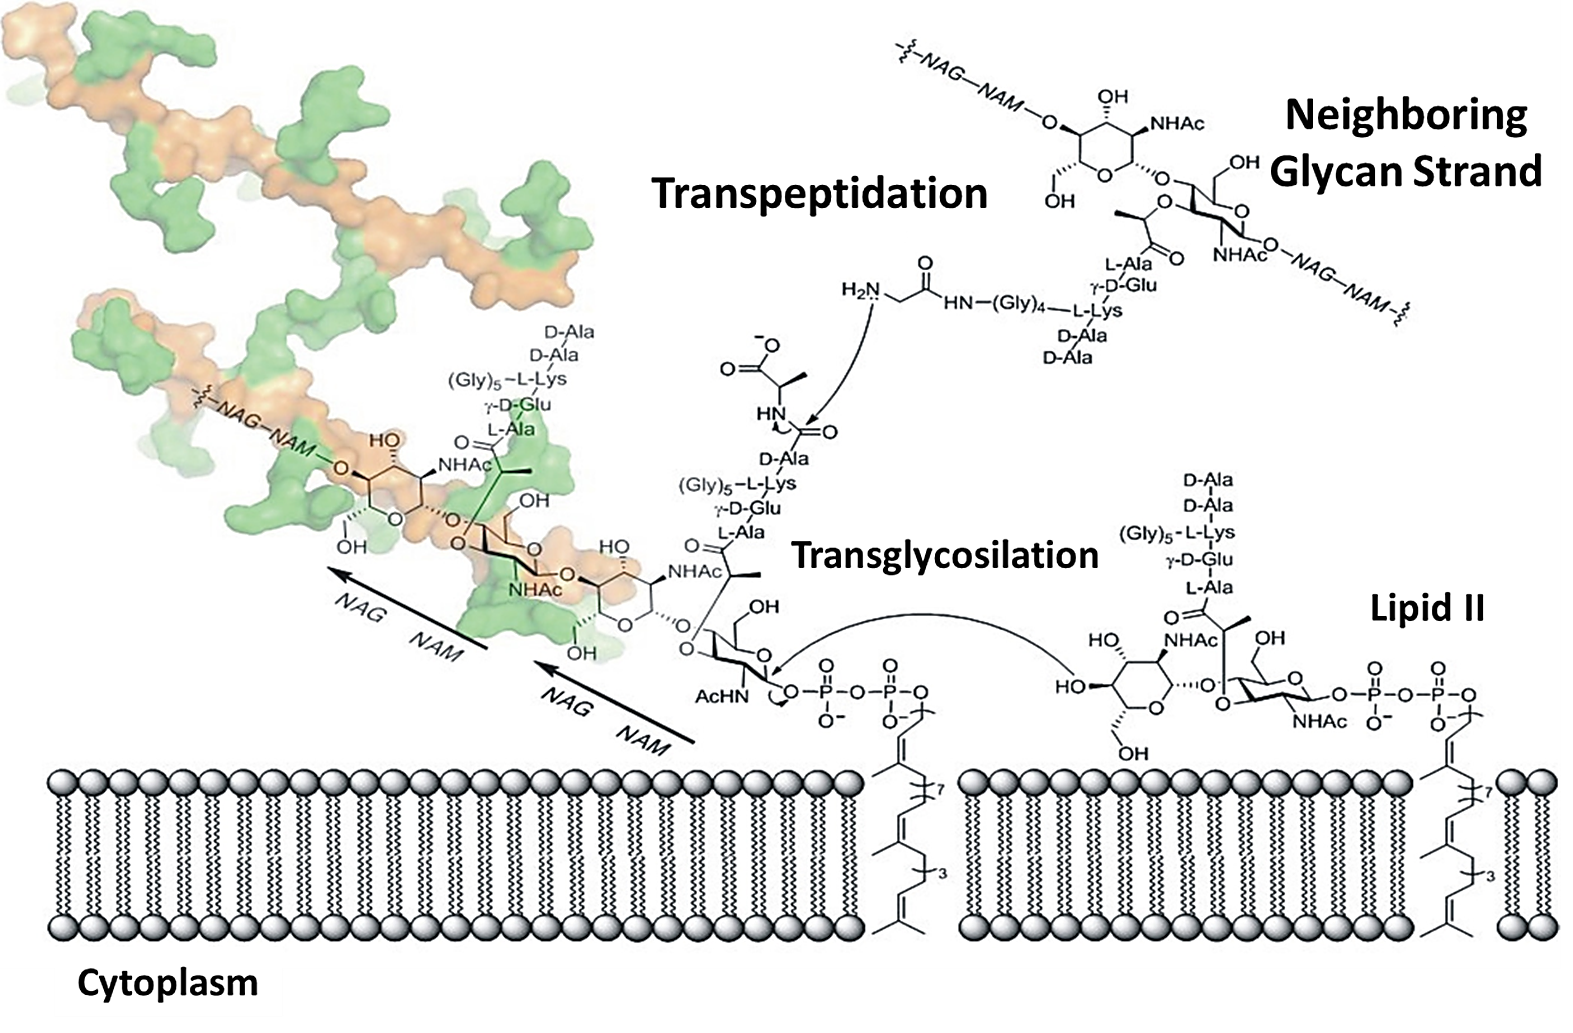 NAG
NAM
O
OH
NHAc
O
O
OH
OH
O
O
NHAc
O
NAG
NAM
Neighboring
Glycan Strand
Transpeptidation
O
L-Ala
γ-D-Glu
H2N
O
HN
(Gly)4
L-Lys
D-Ala
D-Ala
D-Ala
D-Ala
(Gly)5
L-Lys
γ-D-Glu
L-Ala
O
-O
O
HN
O
D-Ala
(Gly)5
L-Lys
γ-D-Glu
L-Ala
O
NAG
NAM
O
HO
NHAc
O
OH
O
O
OH
O
NHAc
O
HO
NHAc
O
OH
O
O
OH
O
AcHN
O
O
P
O-
O
O
P
O-
O
7
3
Transglycosilation
D-Ala
D-Ala
(Gly)5
L-Lys
γ-D-Glu
L-Ala
O
Lipid II
HO
NHAc
HO
O
OH
O
O
OH
O
NHAc
O
O
P
O-
O
O
P
O-
O
7
3
NAG
NAM
NAG
NAM
Cytoplasm